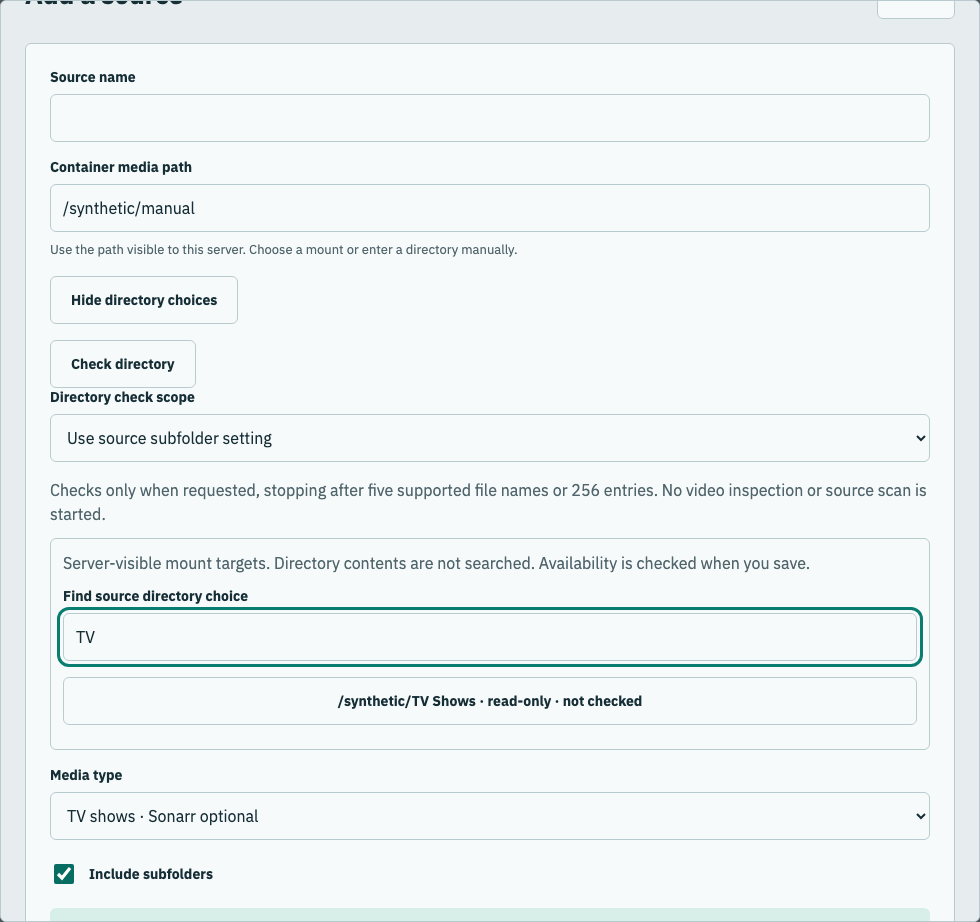 Add a source
Source name
Container media path
/synthetic/manual
Use the path visible to this server. Choose a mount or enter a directory manually.
Hide directory choices
Check directory
Directory check scope
Use source subfolder setting
Checks only when requested, stopping after five supported file names or 256 entries. No video inspection or source scan is
started.
Server-visible mount targets. Directory contents are not searched. Availability is checked when you save.
Find source directory choice
TV
/synthetic/TV Shows · read-only · not checked
Media type
TV shows · Sonarr optional
Include subfolders